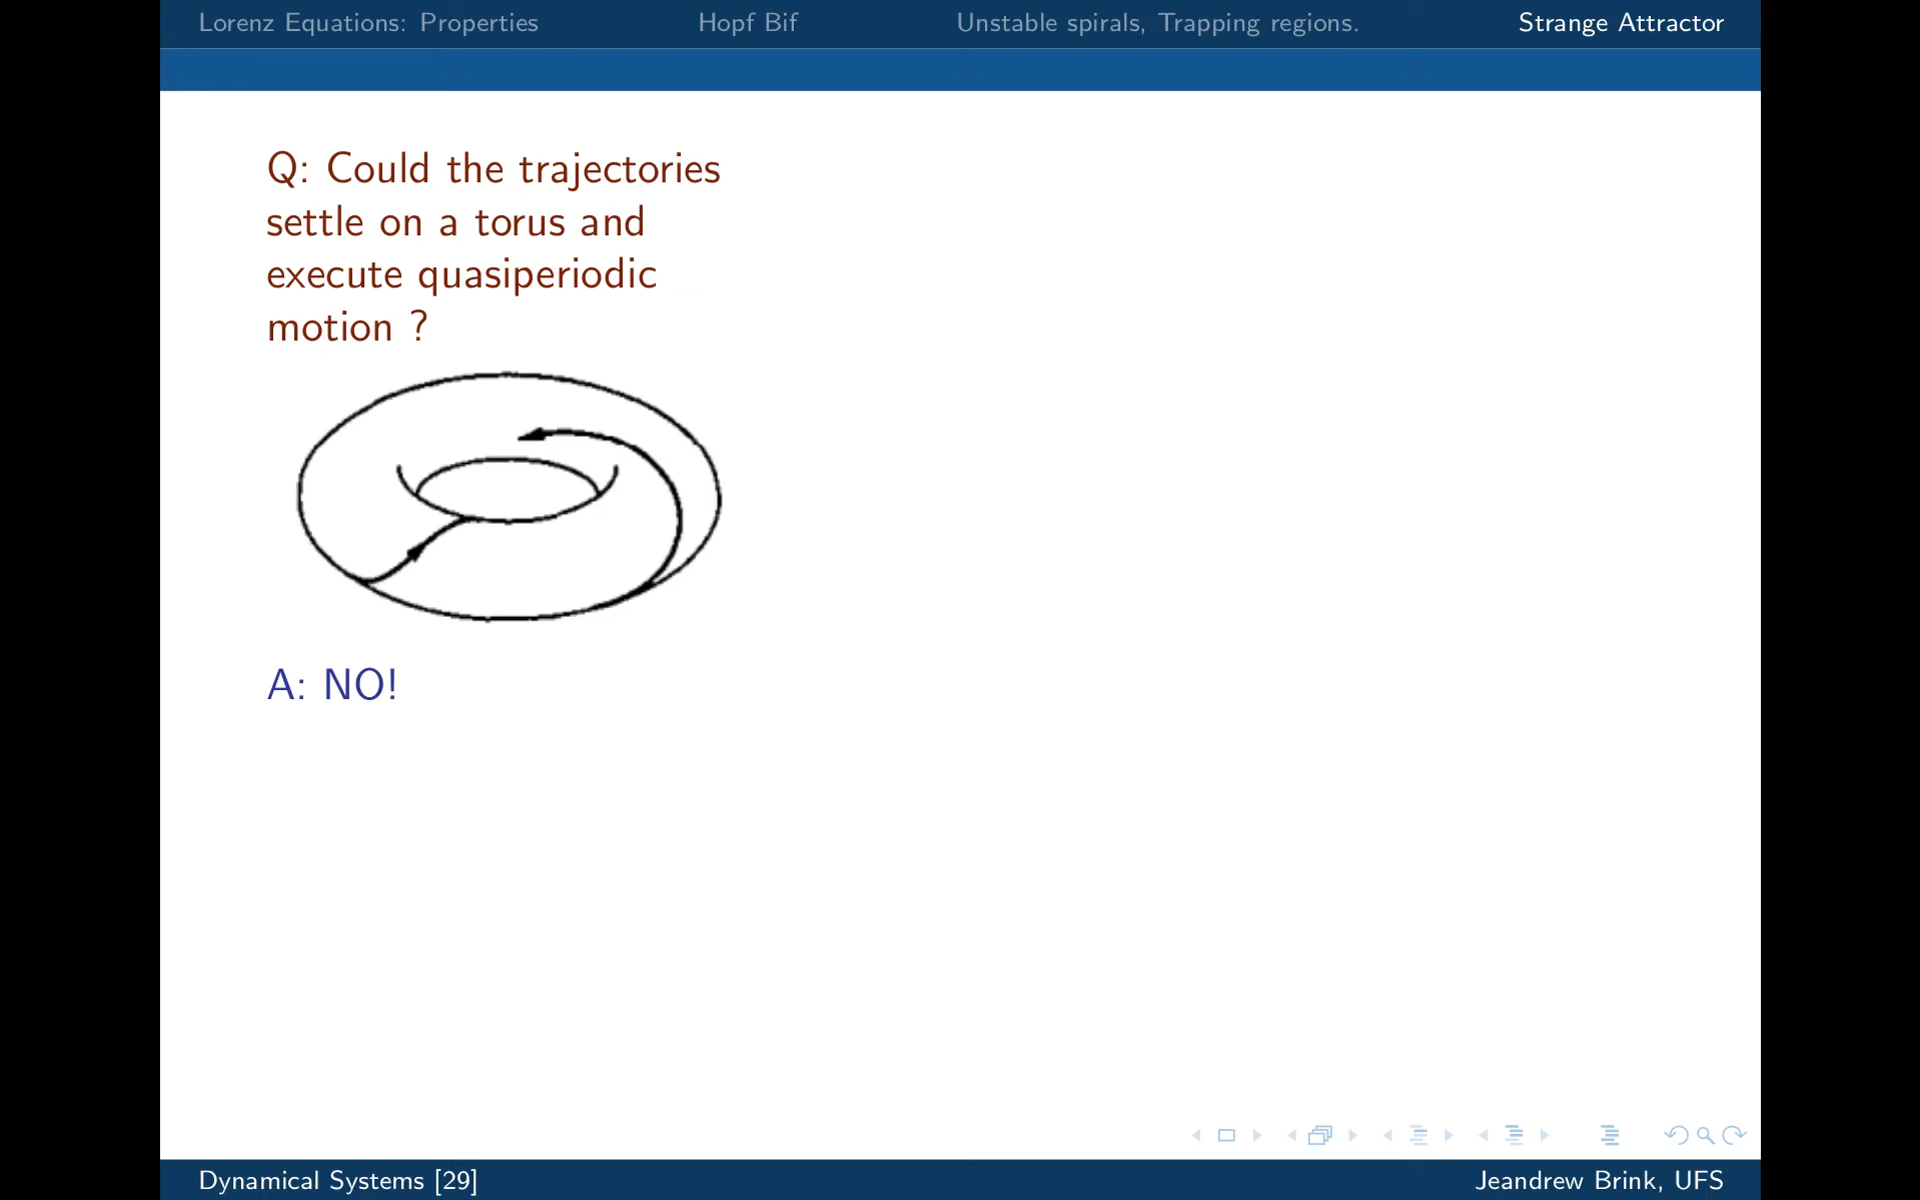 Lorenz Equations: Properties
Hopf Bif
Unstable spirals, Trapping regions.
Strange Attractor
Q: Could the trajectories
settle on a torus and
execute quasiperiodic
motion ?
A: NO!
Dynamical Systems [29]
Jeandrew Brink, UFS